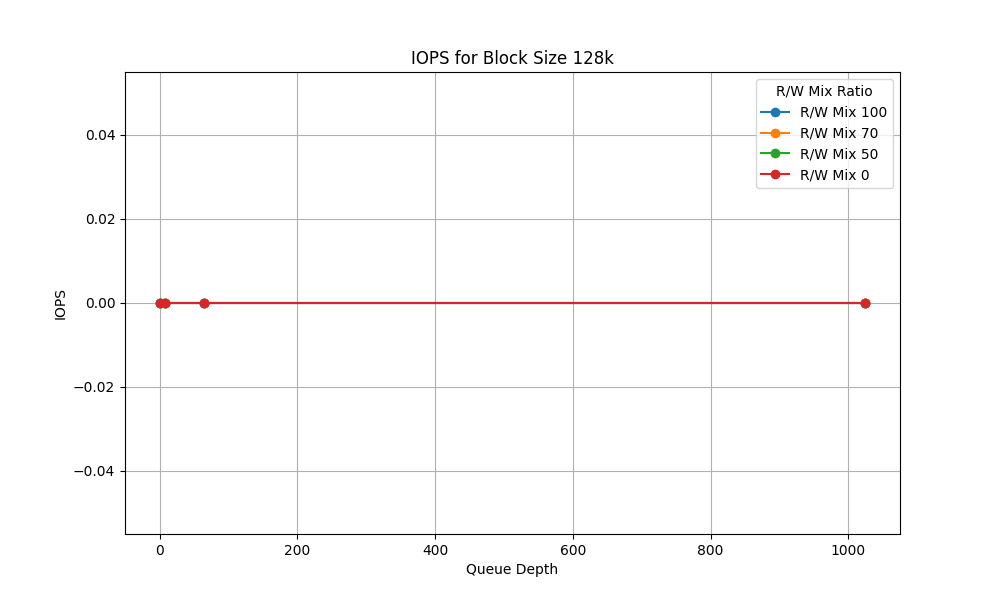 IOPS for Block Size 128k
R/W Mix Ratio
R/W Mix 100
R/W Mix 70
R/W Mix 50
R/W Mix 0
IOPS
0.04
0.02
0.00
−0.02
−0.04
0 200 400 600 800 1000
Queue Depth